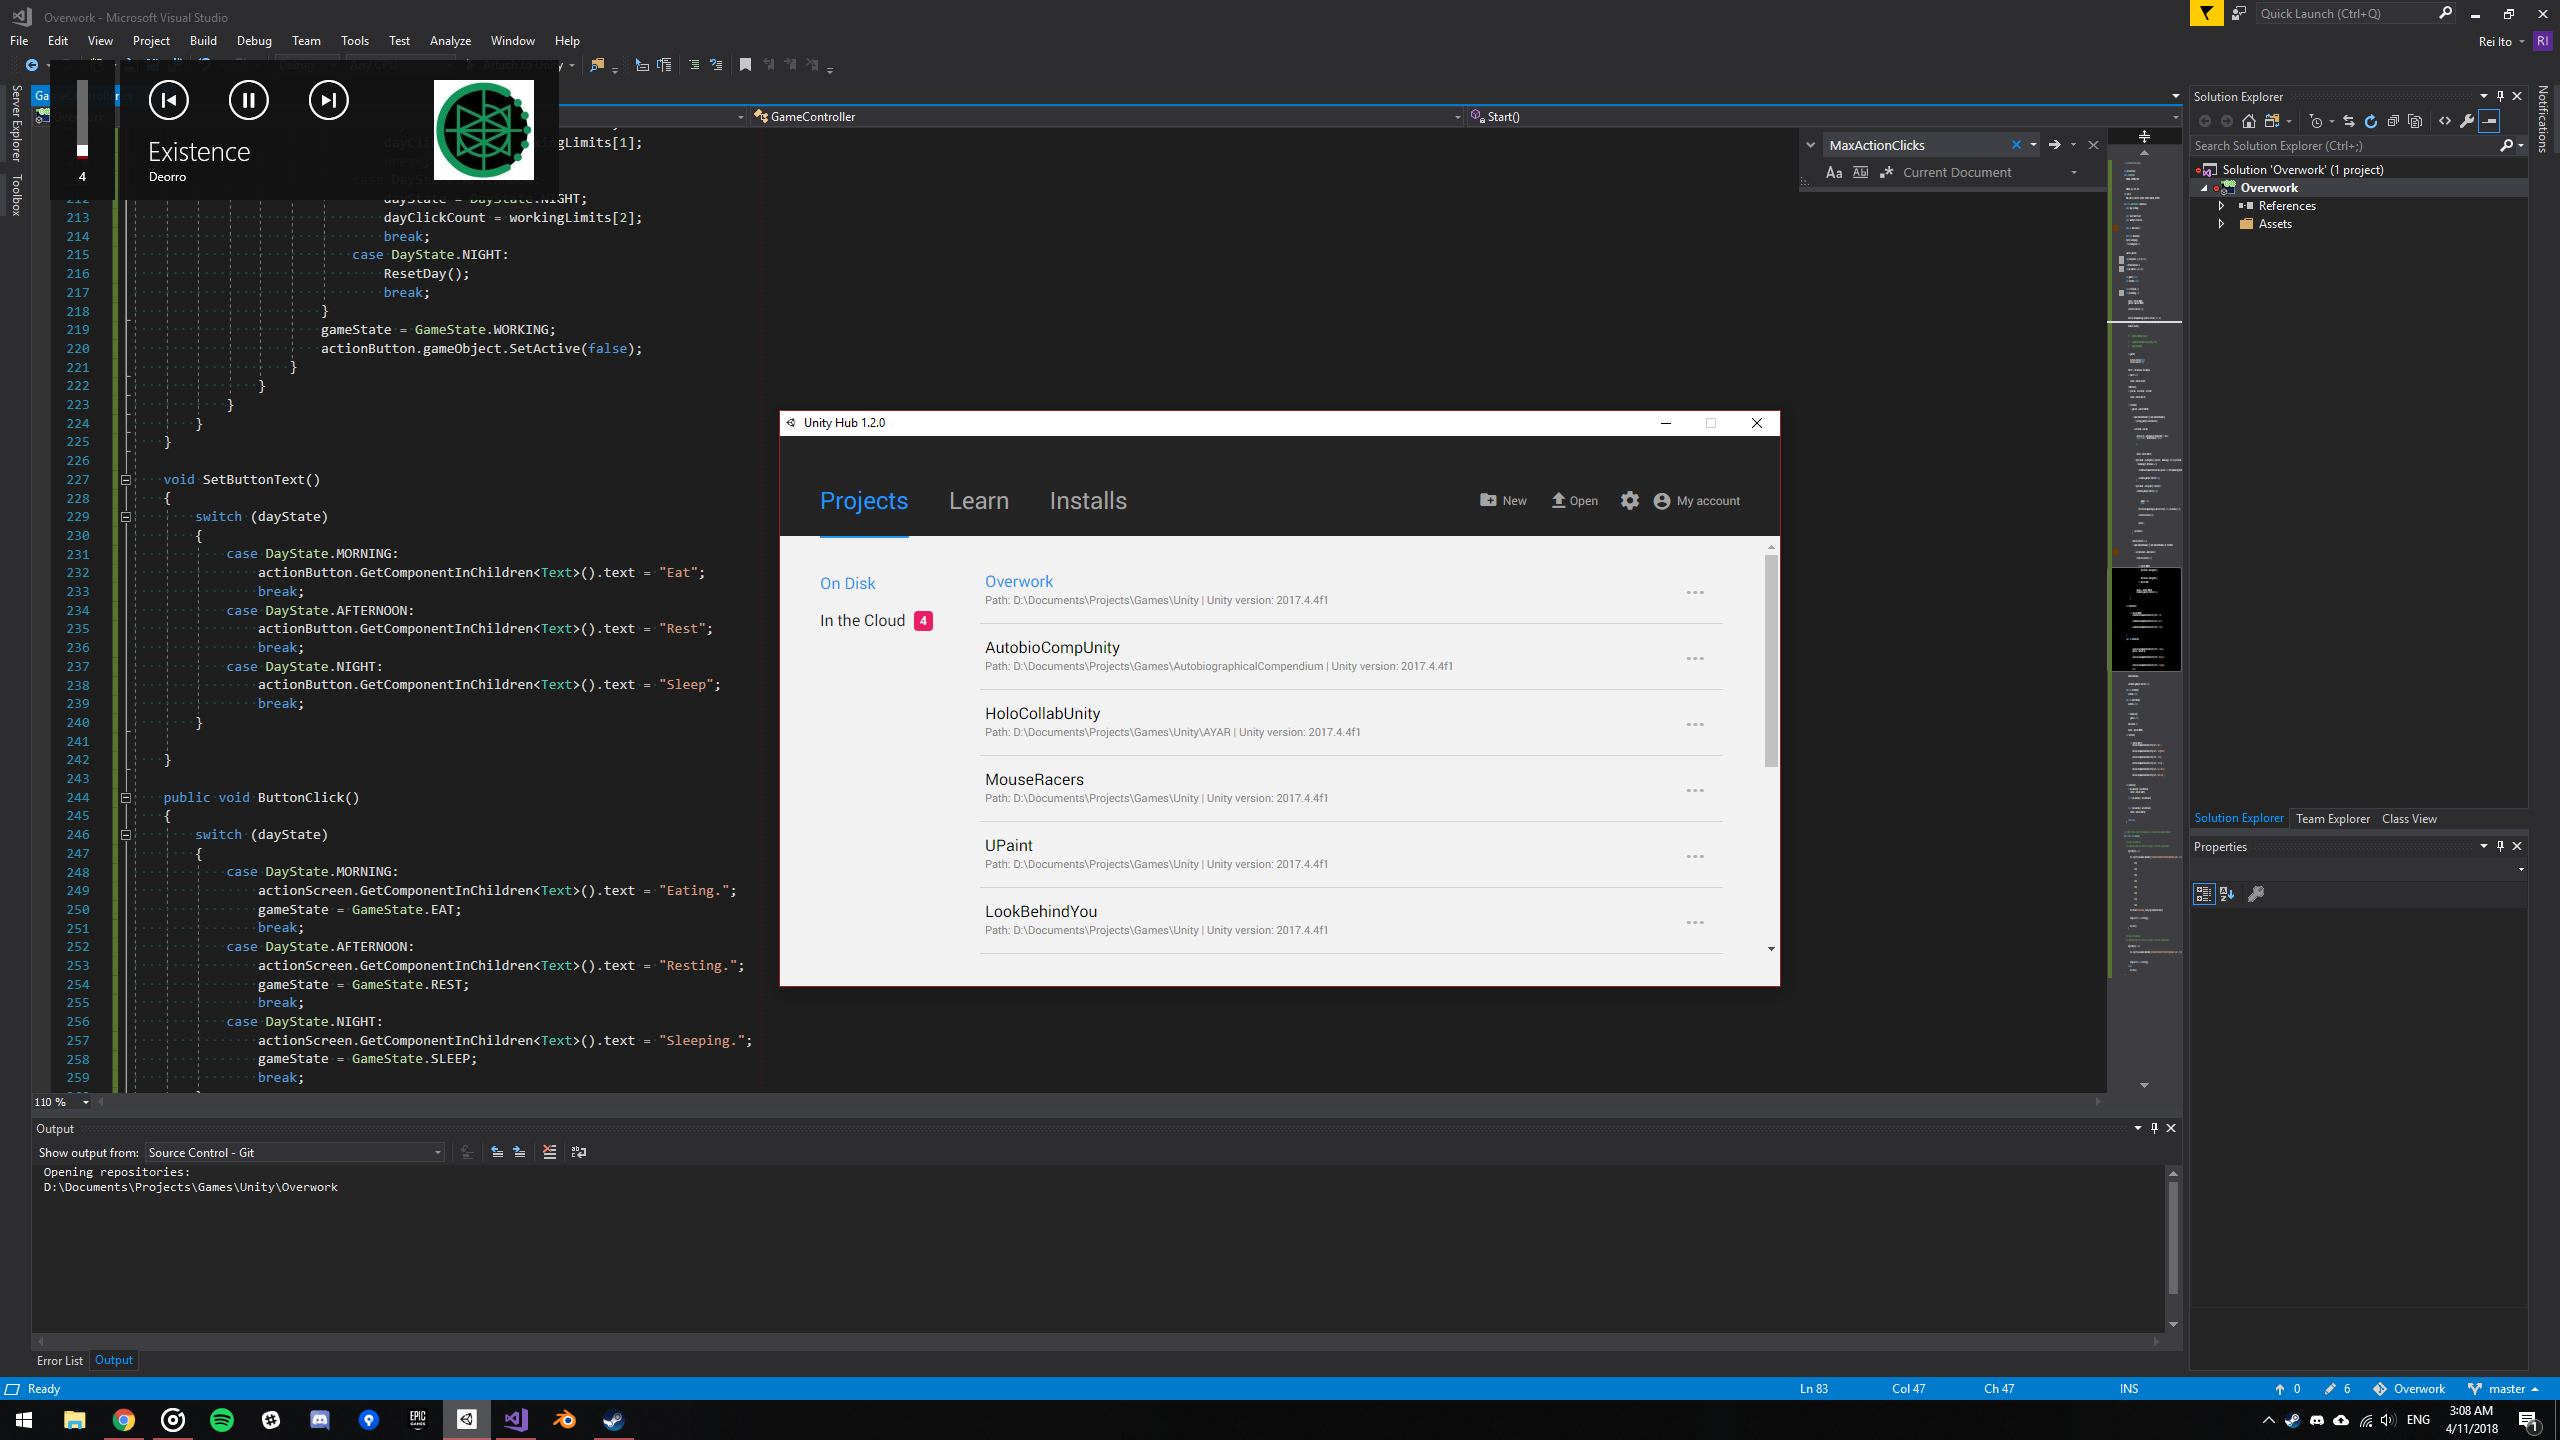 Overwork - Microsoft Visual Studio
Quick Launch (Ctrl+Q)
File Edit View Project Build Debug Team Tools Test Analyze Window Help
Rei Ito RI
Debug Any CPU Attach to Unity
Server Explorer
Toolbox
Notifications
4
Existence
Deorro
GameController
Start()
MaxActionClicks
Current Document
kingLimits[1];
212 dayState = DayState.NIGHT;
213 dayClickCount = workingLimits[2];
214 break;
215 case DayState.NIGHT:
216 ResetDay();
217 break;
218 }
219 gameState = GameState.WORKING;
220 actionButton.gameObject.SetActive(false);
221 }
222 }
223 }
224 }
225 }
226
227 void SetButtonText()
228 {
229 switch (dayState)
230 {
231 case DayState.MORNING:
232 actionButton.GetComponentInChildren<Text>().text = "Eat";
233 break;
234 case DayState.AFTERNOON:
235 actionButton.GetComponentInChildren<Text>().text = "Rest";
236 break;
237 case DayState.NIGHT:
238 actionButton.GetComponentInChildren<Text>().text = "Sleep";
239 break;
240 }
241
242 }
243
244 public void ButtonClick()
245 {
246 switch (dayState)
247 {
248 case DayState.MORNING:
249 actionScreen.GetComponentInChildren<Text>().text = "Eating.";
250 gameState = GameState.EAT;
251 break;
252 case DayState.AFTERNOON:
253 actionScreen.GetComponentInChildren<Text>().text = "Resting.";
254 gameState = GameState.REST;
255 break;
256 case DayState.NIGHT:
257 actionScreen.GetComponentInChildren<Text>().text = "Sleeping.";
258 gameState = GameState.SLEEP;
259 break;
110 %
Unity Hub 1.2.0
Projects Learn Installs
New Open My account
On Disk
In the Cloud 4
Overwork
Path: D:\Documents\Projects\Games\Unity | Unity version: 2017.4.4f1
AutobioCompUnity
Path: D:\Documents\Projects\Games\AutobiographicalCompendium | Unity version: 2017.4.4f1
HoloCollabUnity
Path: D:\Documents\Projects\Games\Unity\AYAR | Unity version: 2017.4.4f1
MouseRacers
Path: D:\Documents\Projects\Games\Unity | Unity version: 2017.4.4f1
UPaint
Path: D:\Documents\Projects\Games\Unity | Unity version: 2017.4.4f1
LookBehindYou
Path: D:\Documents\Projects\Games\Unity | Unity version: 2017.4.4f1
Solution Explorer
Search Solution Explorer (Ctrl+;)
Solution 'Overwork' (1 project)
Overwork
References
Assets
Solution Explorer Team Explorer Class View
Properties
Output
Show output from: Source Control - Git
Opening repositories:
D:\Documents\Projects\Games\Unity\Overwork
Error List Output
Ready
Ln 83 Col 47 Ch 47 INS
0 6 Overwork master
EPIC GAMES
ENG
3:08 AM
4/11/2018
1